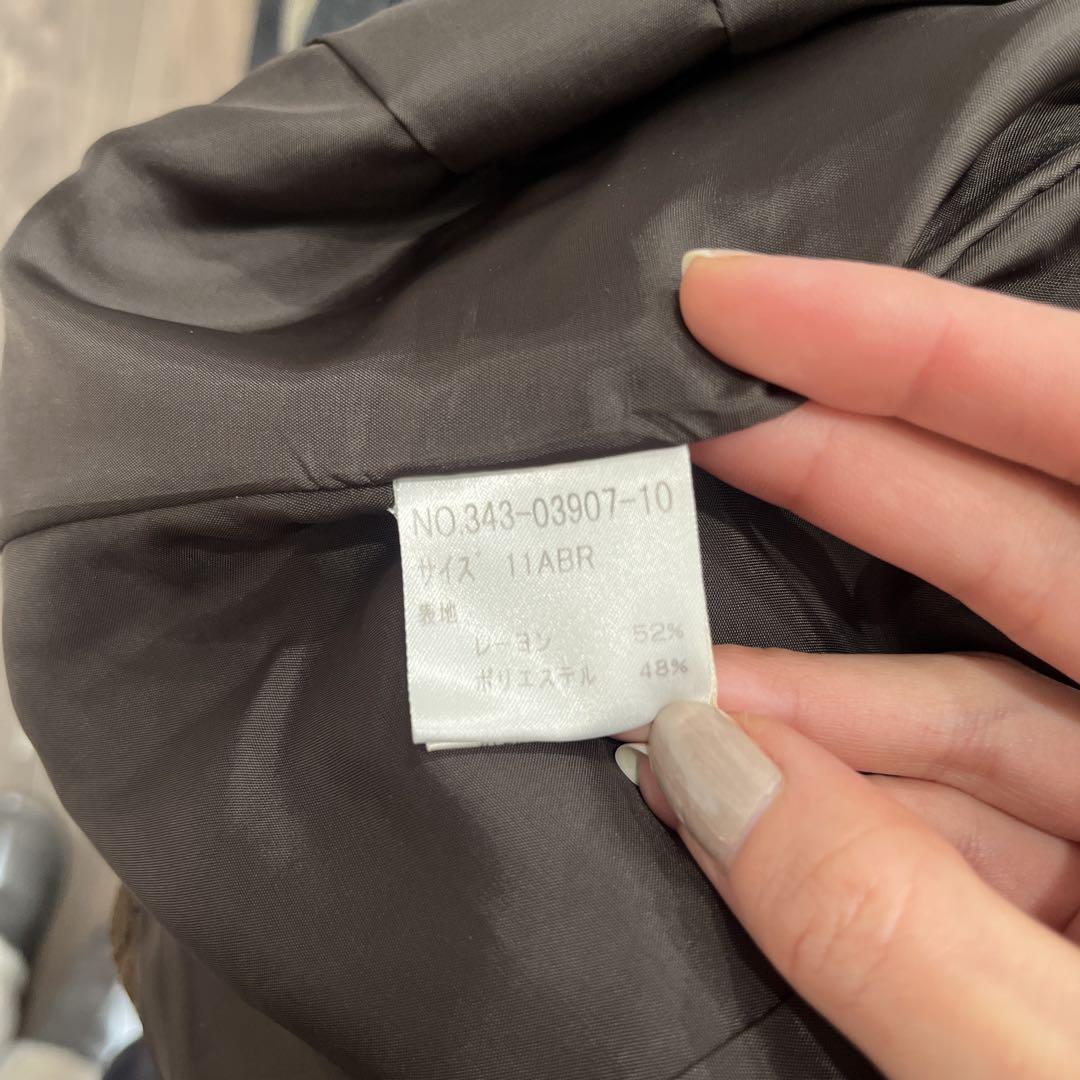 NO.343-03907-10
サイズ 11ABR
表地
レーヨン 52%
ポリエステル 48%